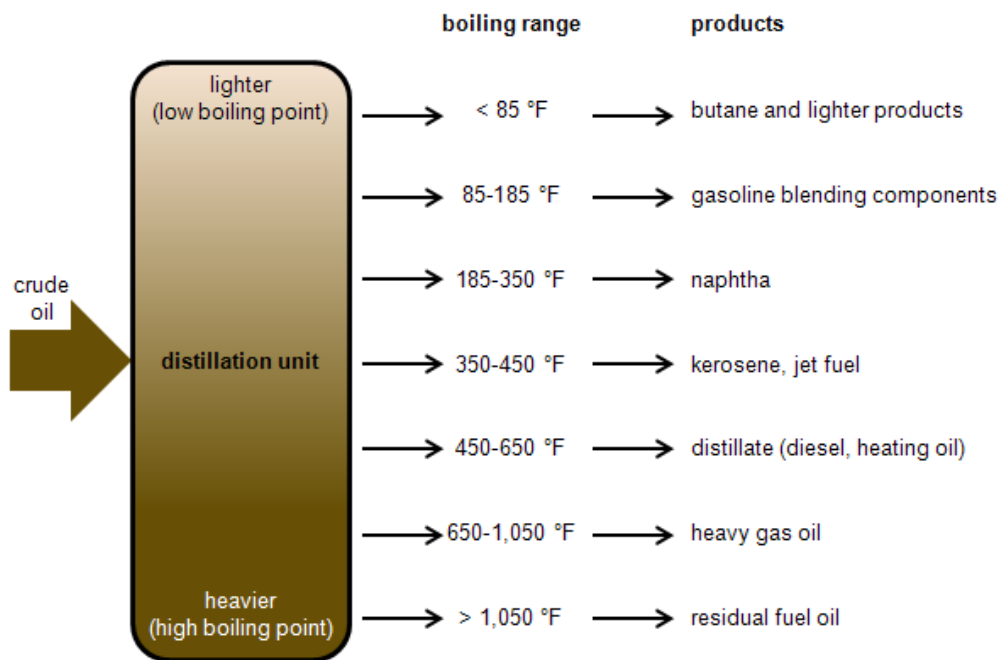 boiling range products
lighter
(low boiling point)
< 85 °F butane and lighter products
85-185 °F gasoline blending components
185-350 °F naphtha
crude
oil
distillation unit
350-450 °F kerosene, jet fuel
450-650 °F distillate (diesel, heating oil)
650-1,050 °F heavy gas oil
heavier
(high boiling point)
> 1,050 °F residual fuel oil